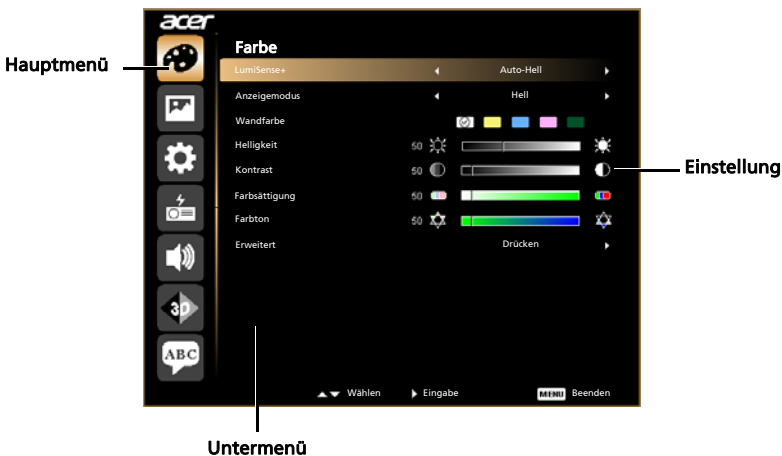 acer
Farbe
Hauptmenü
LumiSense+ Auto-Hell
Anzeigemodus Hell
Wandfarbe
Helligkeit 50
Kontrast 50
Einstellung
Farbsättigung 50
Farbton 50
Erweitert Drücken
3D
ABC
Wählen Eingabe MENU Beenden
Untermenü